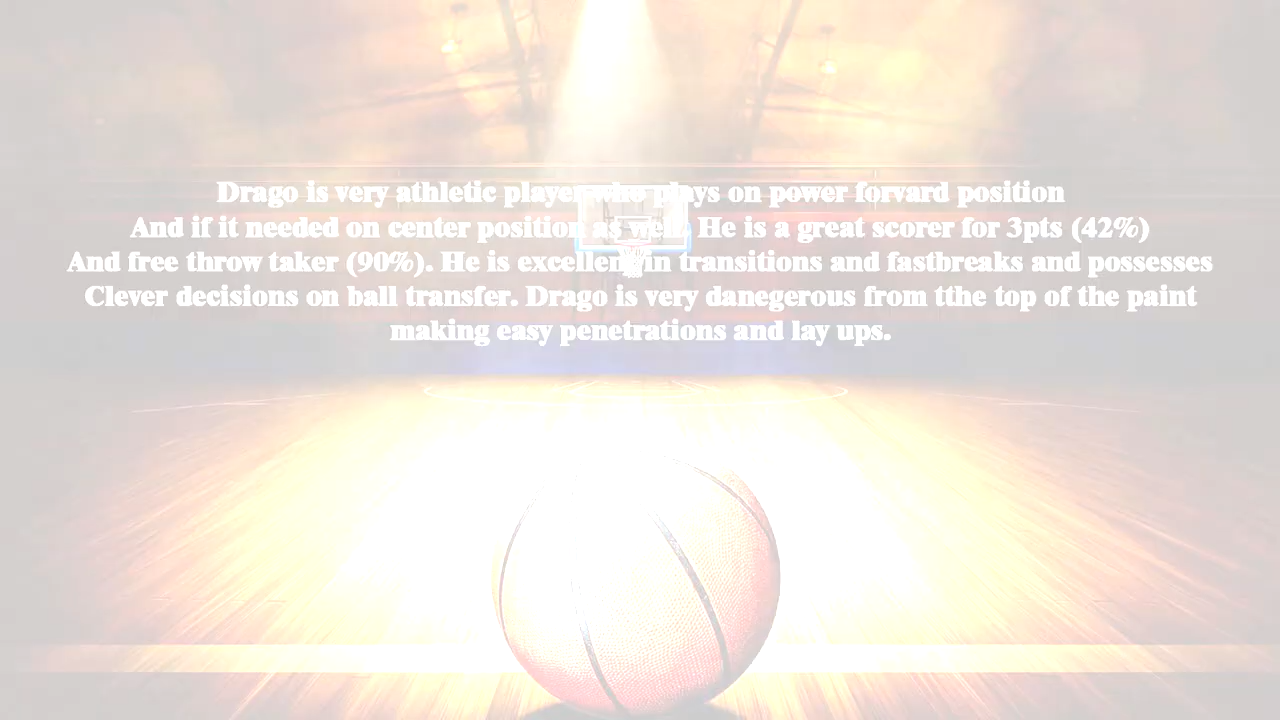 Drago is very athletic player who plays on power forvard position
And if it needed on center position as well. He is a great scorer for 3pts (42%)
And free throw taker (90%). He is excellent in transitions and fastbreaks and possesses
Clever decisions on ball transfer. Drago is very danegerous from tthe top of the paint
making easy penetrations and lay ups.